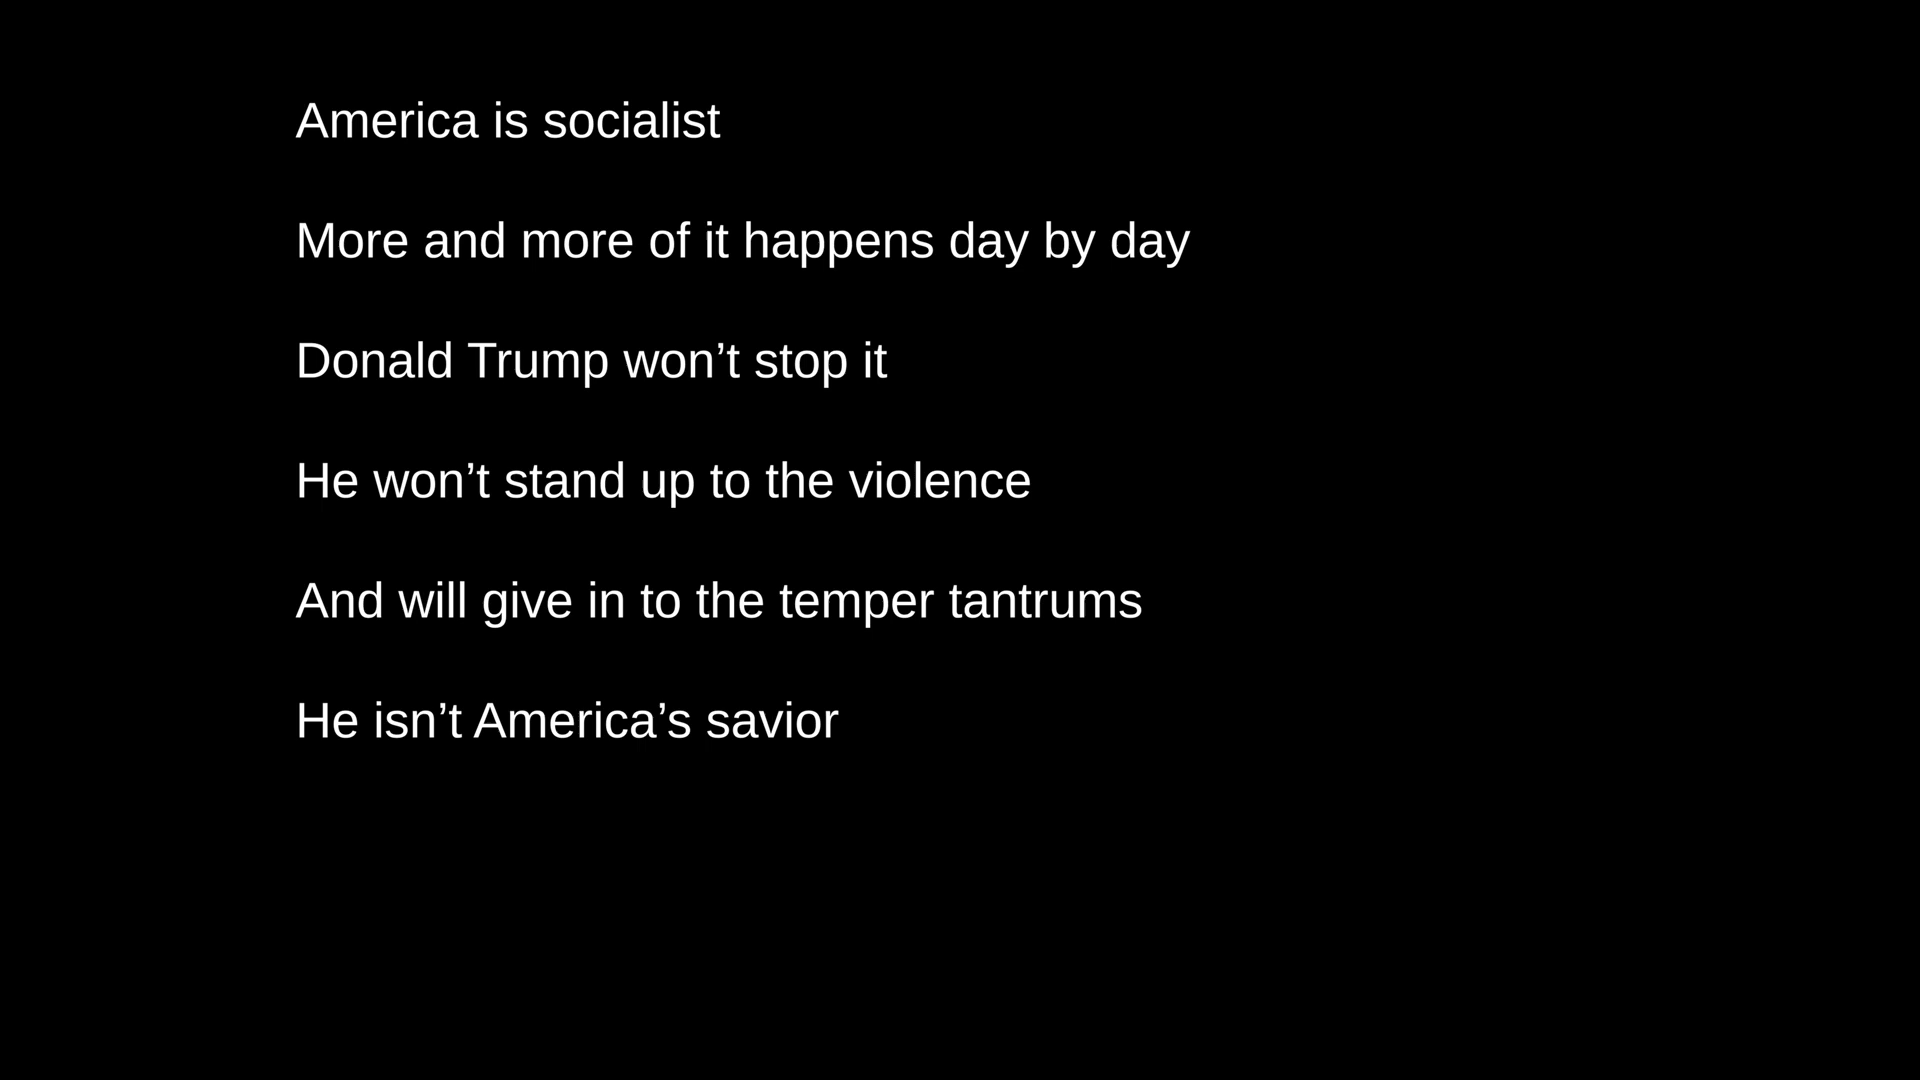 America is socialist
More and more of it happens day by day
Donald Trump won’t stop it
He won’t stand up to the violence
And will give in to the temper tantrums
He isn’t America’s savior